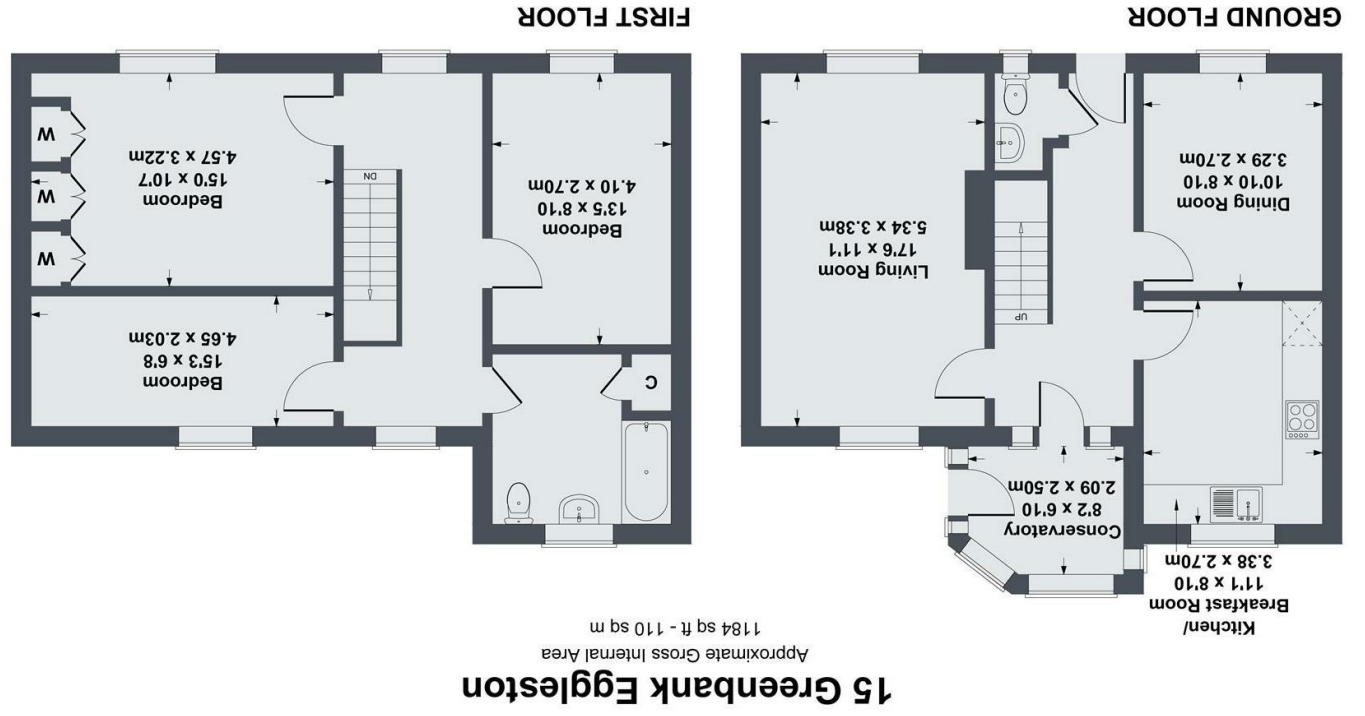 15 Greenbank Eggleston
Approximate Gross Internal Area
1184 sq ft - 110 sq m
Kitchen/
Breakfast Room
11'1 x 8'10
3.38 x 2.70m
Conservatory
8'2 x 6'10
2.09 x 2.50m
UP
Dining Room
10'10 x 8'10
3.29 x 2.70m
Living Room
17'6 x 11'1
5.34 x 3.38m
GROUND FLOOR
C
Bedroom
15'3 x 6'8
4.65 x 2.03m
Bedroom
13'5 x 8'10
4.10 x 2.70m
DN
Bedroom
15'0 x 10'7
4.57 x 3.22m
W
W
W
FIRST FLOOR